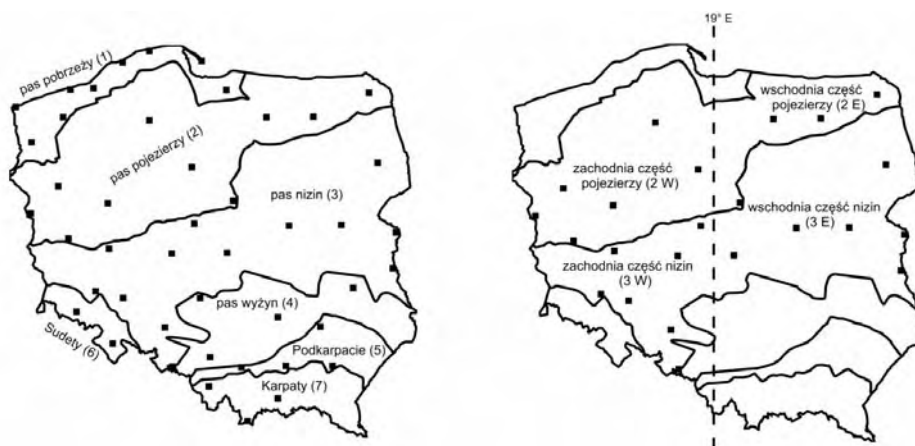 pas pobrzeży (1)
pas pojezierzy (2)
pas nizin (3)
pas wyżyn (4)
Sudety (6)
Podkarpacie (5)
Karpaty (7)
19° E
wschodnia część
pojezierzy (2 E)
zachodnia część
pojezierzy (2 W)
wschodnia część nizin
(3 E)
zachodnia część nizin
(3 W)